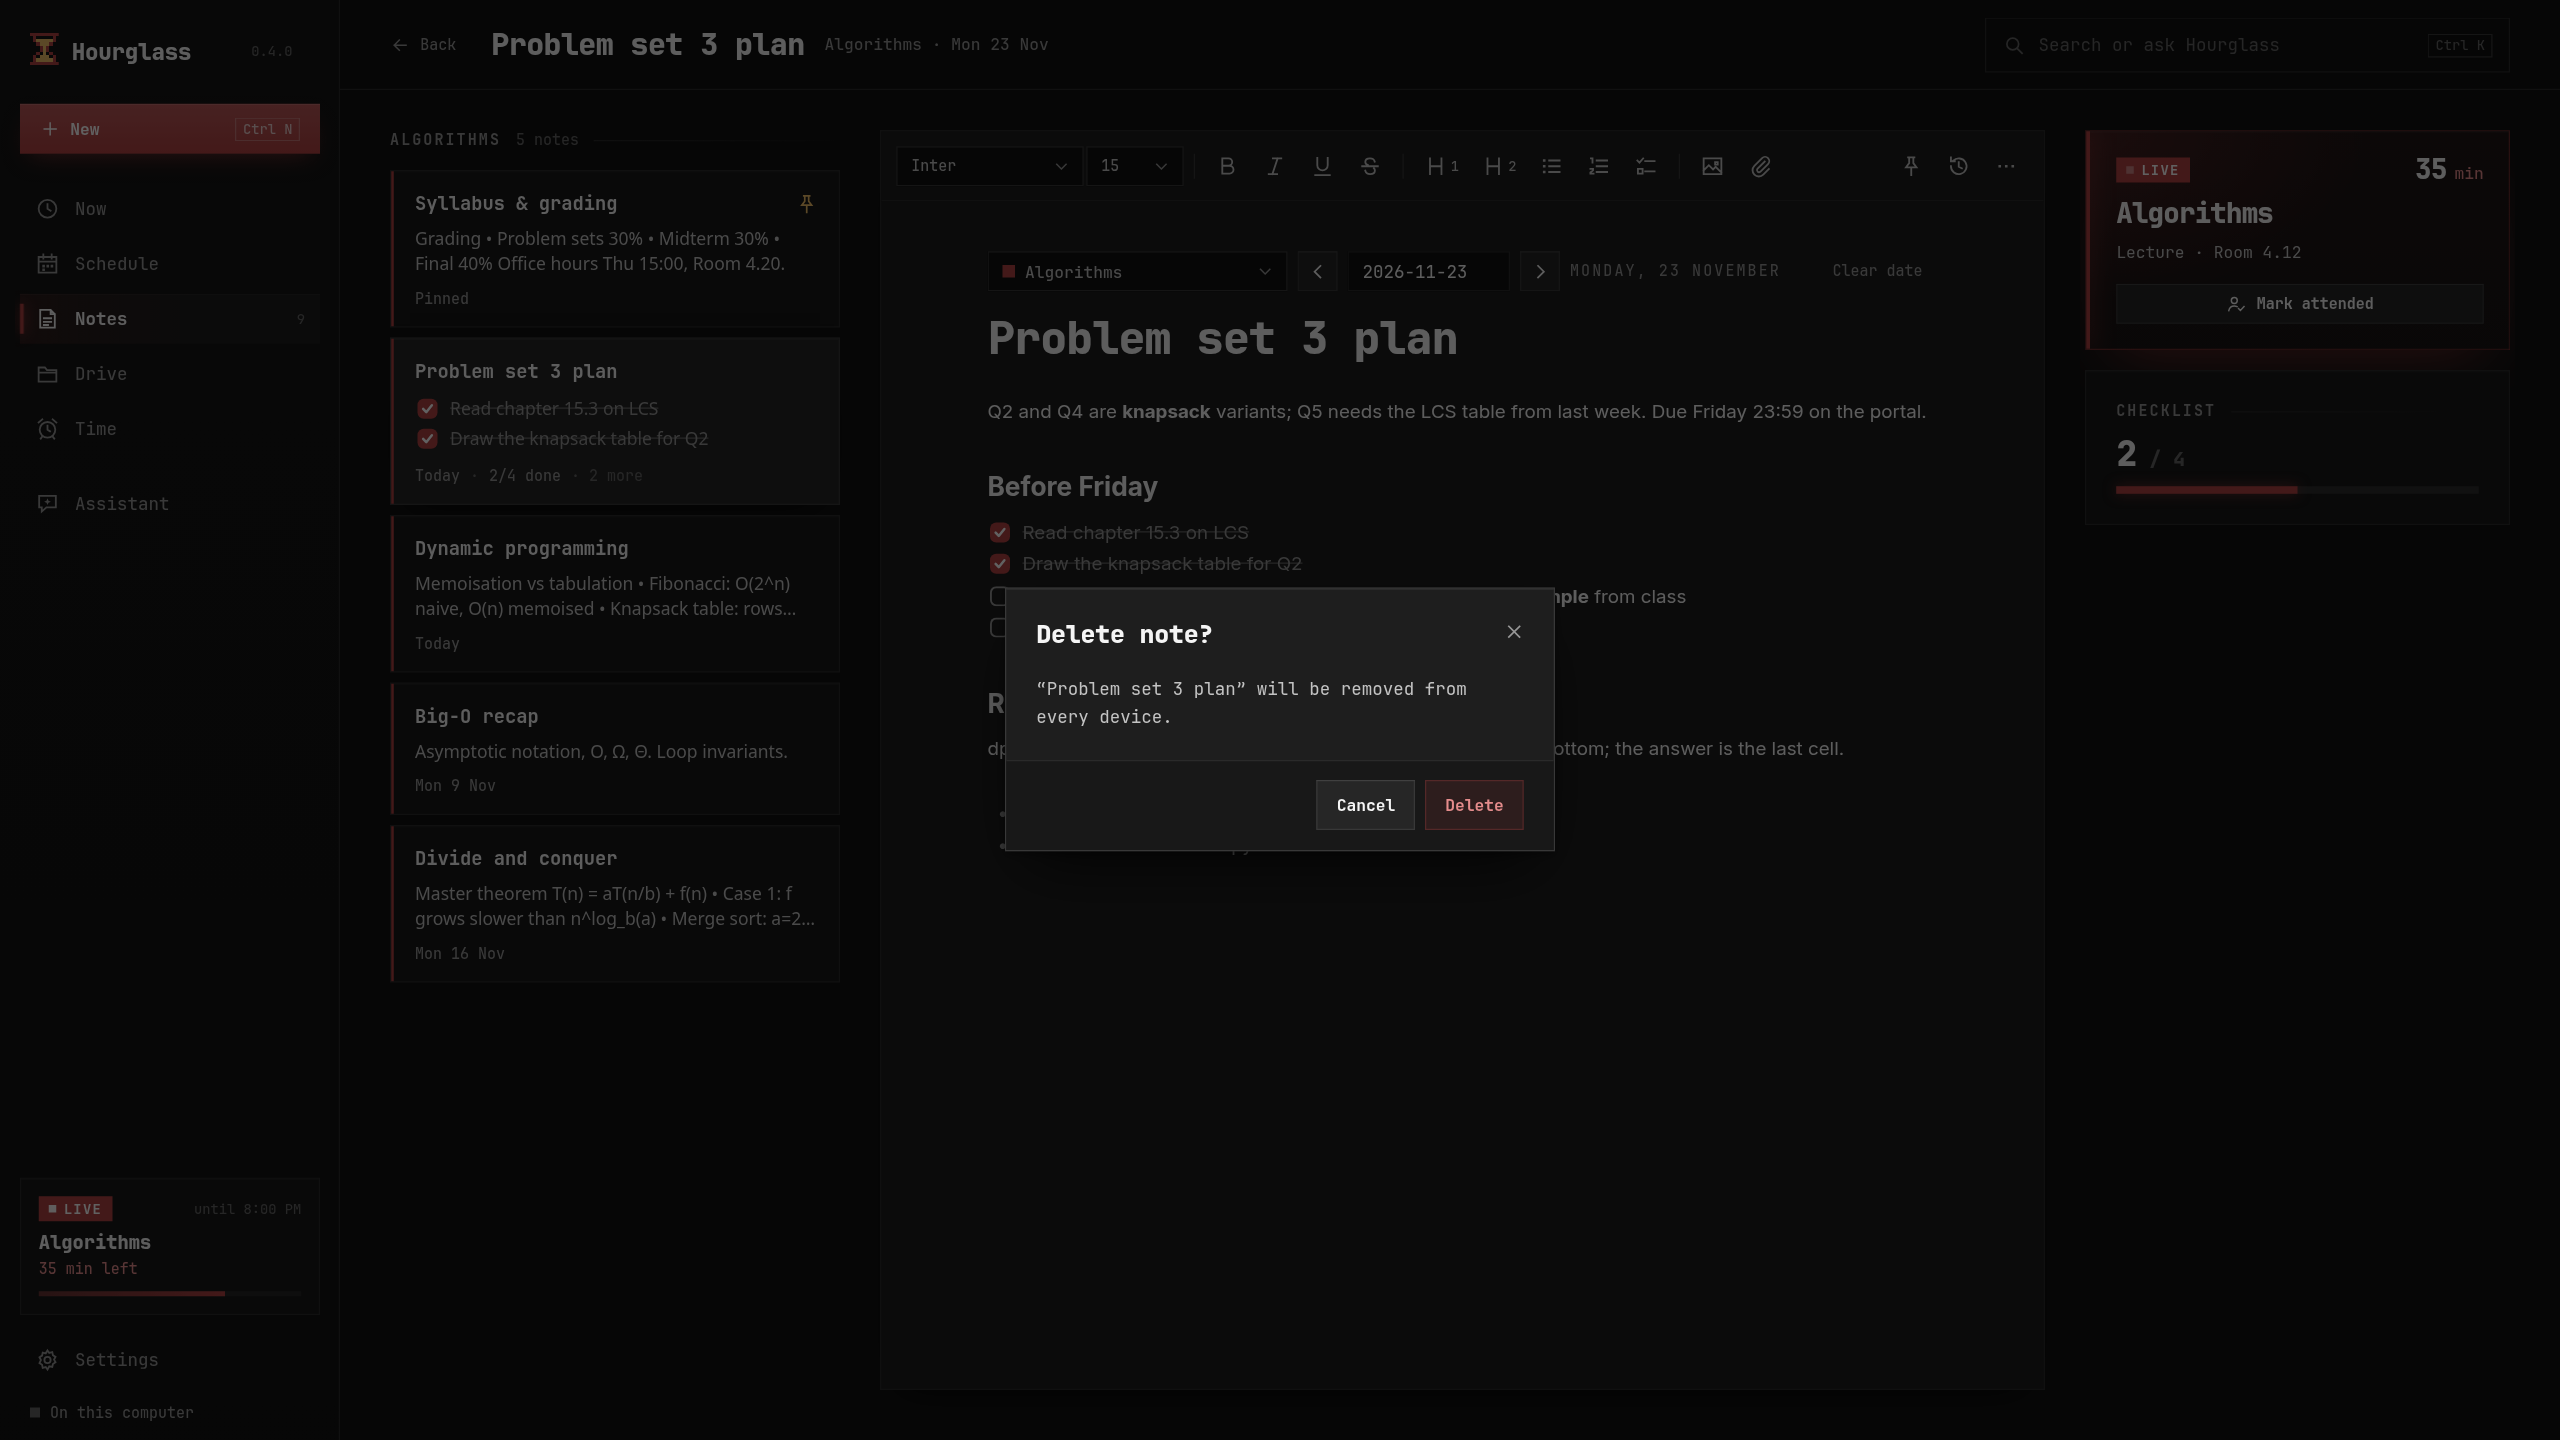 Hourglass 0.4.0
+ New Ctrl N
Now
Schedule
Notes 9
Drive
Time
Assistant
LIVE until 8:00 PM
Algorithms
35 min left
Settings
On this computer
← Back Problem set 3 plan Algorithms · Mon 23 Nov
Search or ask Hourglass Ctrl K
ALGORITHMS 5 notes
Syllabus & grading
Grading • Problem sets 30% • Midterm 30% •
Final 40% Office hours Thu 15:00, Room 4.20.
Pinned
Problem set 3 plan
Read chapter 15.3 on LCS
Draw the knapsack table for Q2
Today · 2/4 done · 2 more
Dynamic programming
Memoisation vs tabulation • Fibonacci: O(2^n)
naive, O(n) memoised • Knapsack table: rows...
Today
Big-O recap
Asymptotic notation, O, Ω, Θ. Loop invariants.
Mon 9 Nov
Divide and conquer
Master theorem T(n) = aT(n/b) + f(n) • Case 1: f
grows slower than n^log_b(a) • Merge sort: a=2...
Mon 16 Nov
Inter 15 B I U S H1 H2
Algorithms 2026-11-23 MONDAY, 23 NOVEMBER Clear date
Problem set 3 plan
Q2 and Q4 are knapsack variants; Q5 needs the LCS table from last week. Due Friday 23:59 on the portal.
Before Friday
Read chapter 15.3 on LCS
Draw the knapsack table for Q2
from class
the answer is the last cell.
Delete note?
“Problem set 3 plan” will be removed from
every device.
Cancel Delete
LIVE 35 min
Algorithms
Lecture · Room 4.12
Mark attended
CHECKLIST
2 / 4